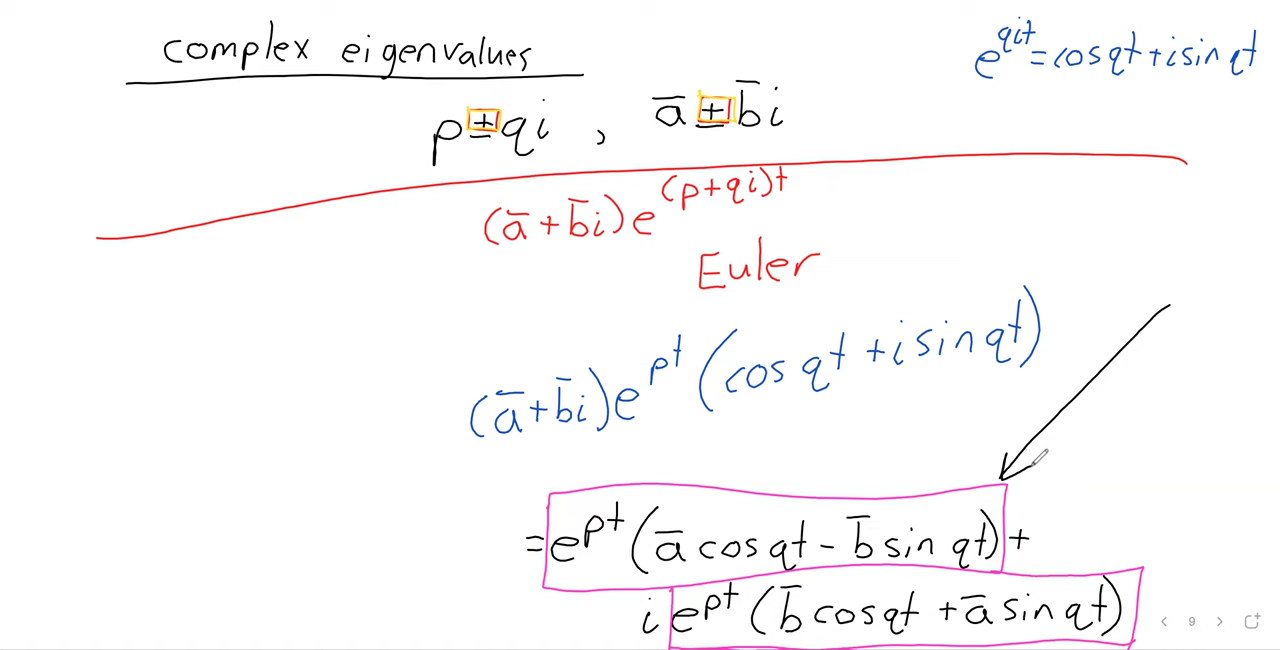 complex eigenvalues
e^{qit} = cos qt + i sin qt
p ± qi , a̅ ± b̅i
(a̅ + b̅i) e^{(p+qi)t}
Euler
(a̅ + b̅i) e^{pt} (cos qt + i sin qt)
= e^{pt} (a̅ cos qt - b̅ sin qt) +
i e^{pt} (b̅ cos qt + a̅ sin qt)
< 9 >